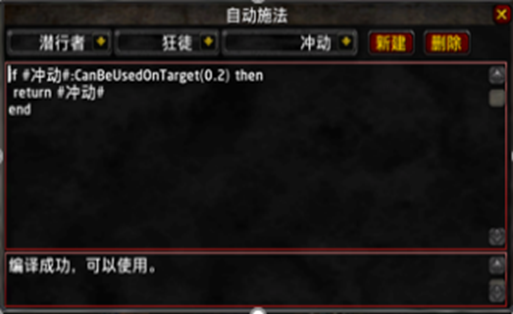 自动施法
潜行者 狂徒 冲动 新建 删除
if #冲动#:CanBeUsedOnTarget(0.2) then
return #冲动#
end
编译成功，可以使用。